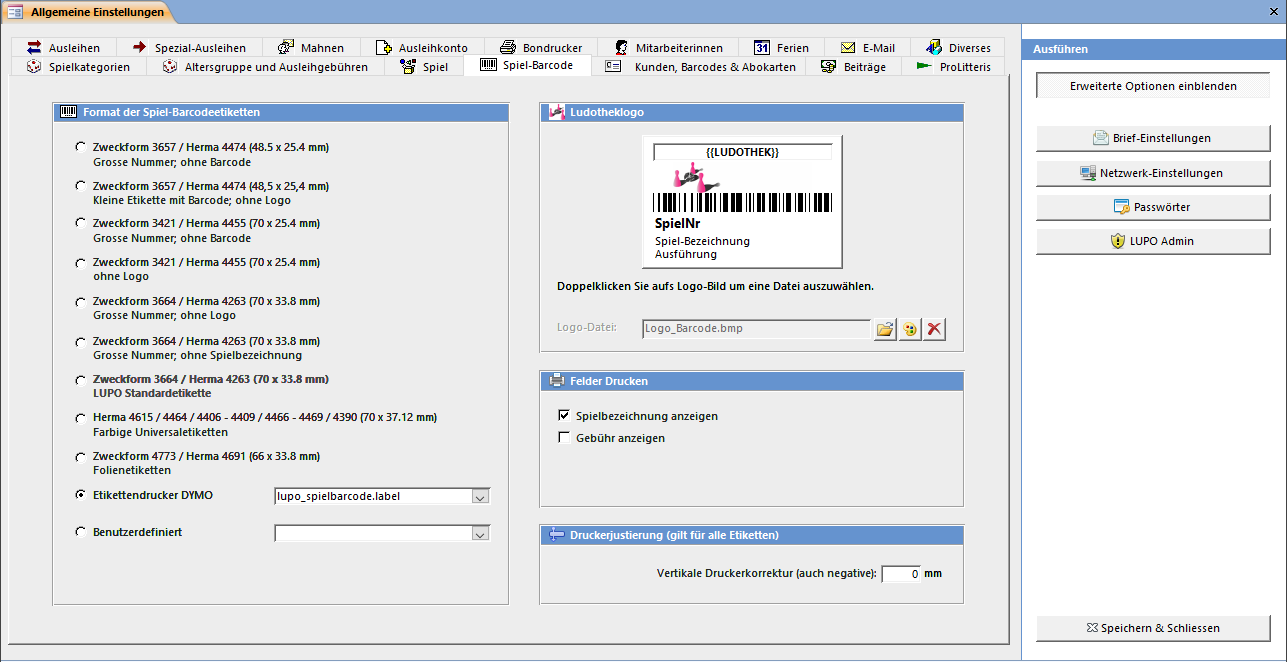 Allgemeine Einstellungen
Ausleihen
Spezial-Ausleihen
Mahnen
Ausleihkonto
Bondrucker
Mitarbeiterinnen
31 Ferien
E-Mail
Diverses
Spielkategorien
Altersgruppe und Ausleihgebühren
Spiel
Spiel-Barcode
Kunden, Barcodes & Abokarten
Beiträge
ProLitteris
Format der Spiel-Barcodeetiketten
Zweckform 3657 / Herma 4474 (48.5 x 25.4 mm)
Grosse Nummer; ohne Barcode
Zweckform 3657 / Herma 4474 (48,5 x 25,4 mm)
Kleine Etikette mit Barcode; ohne Logo
Zweckform 3421 / Herma 4455 (70 x 25.4 mm)
Grosse Nummer; ohne Barcode
Zweckform 3421 / Herma 4455 (70 x 25.4 mm)
ohne Logo
Zweckform 3664 / Herma 4263 (70 x 33.8 mm)
Grosse Nummer; ohne Logo
Zweckform 3664 / Herma 4263 (70 x 33.8 mm)
Grosse Nummer; ohne Spielbezeichnung
Zweckform 3664 / Herma 4263 (70 x 33.8 mm)
LUPO Standardetikette
Herma 4615 / 4464 / 4406 - 4409 / 4466 - 4469 / 4390 (70 x 37.12 mm)
Farbige Universaletiketten
Zweckform 4773 / Herma 4691 (66 x 33.8 mm)
Folienetiketten
Etikettendrucker DYMO
lupo_spielbarcode.label
Benutzerdefiniert
Ludotheklogo
{{LUDOTHEK}}
SpielNr
Spiel-Bezeichnung
Ausführung
Doppelklicken Sie aufs Logo-Bild um eine Datei auszuwählen.
Logo-Datei:
Logo_Barcode.bmp
Felder Drucken
Spielbezeichnung anzeigen
Gebühr anzeigen
Druckerjustierung (gilt für alle Etiketten)
Vertikale Druckerkorrektur (auch negative): 0 mm
Ausführen
Erweiterte Optionen einblenden
Brief-Einstellungen
Netzwerk-Einstellungen
Passwörter
LUPO Admin
Speichern & Schliessen